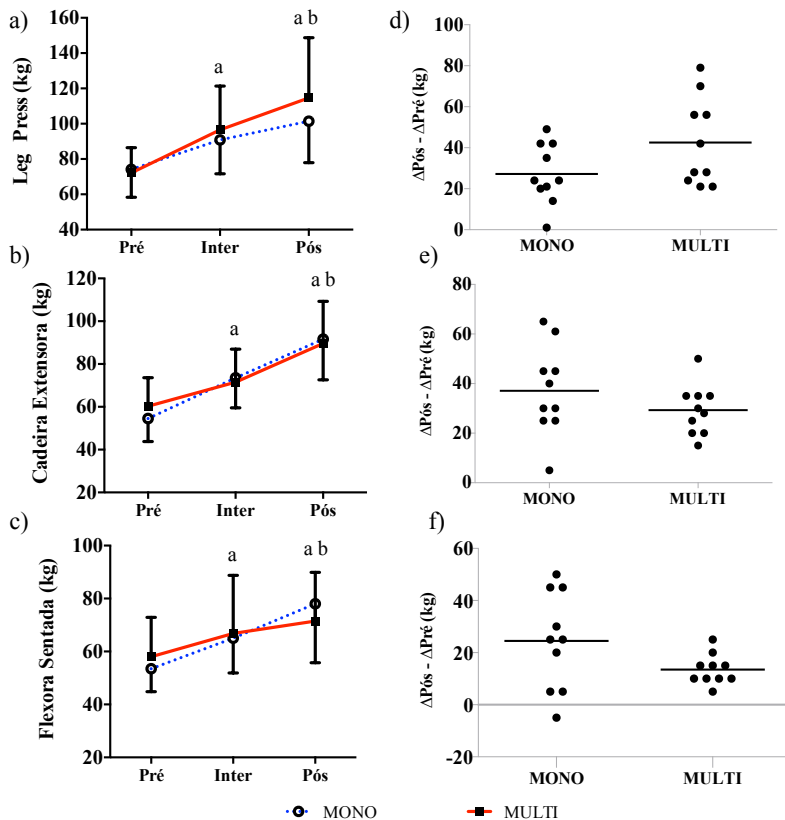 a)
160
140
120
100
80
60
40
Leg Press (kg)
a
a b
Pré
Inter
Pós
d)
100
80
60
40
20
0
ΔPós - ΔPré (kg)
MONO
MULTI
b)
120
100
80
60
40
20
Cadeira Extensora (kg)
a
a b
Pré
Inter
Pós
e)
80
60
40
20
0
ΔPós - ΔPré (kg)
MONO
MULTI
c)
100
80
60
40
20
Flexora Sentada (kg)
a
a b
Pré
Inter
Pós
f)
60
40
20
0
-20
ΔPós - ΔPré (kg)
MONO
MULTI
MONO
MULTI